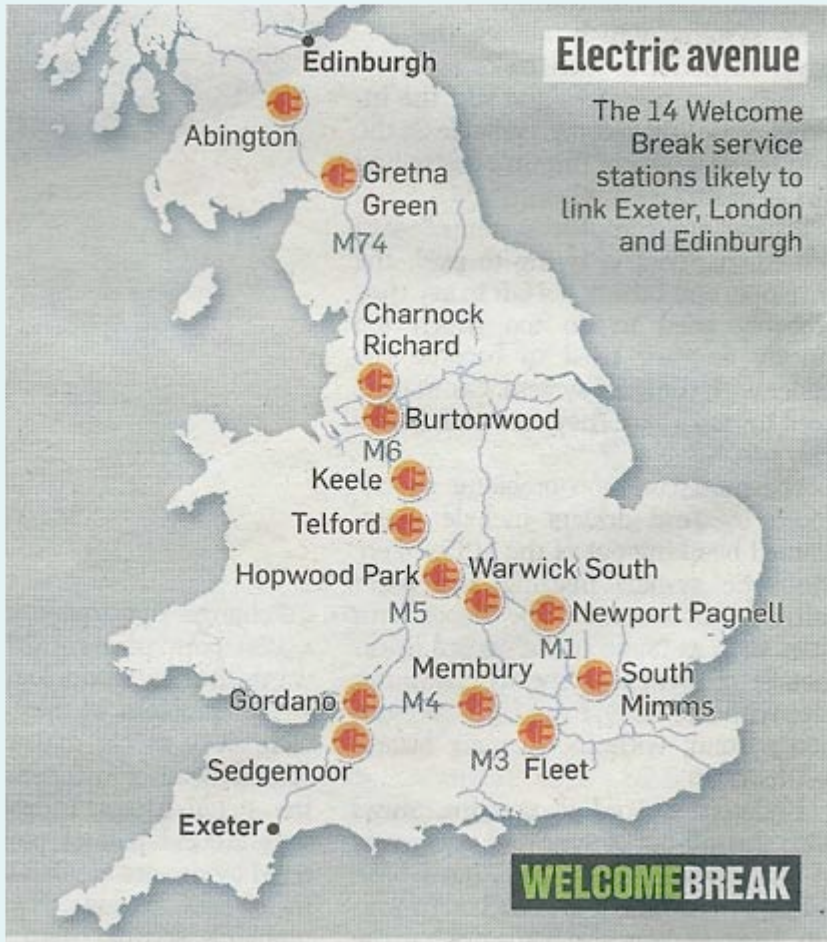 Electric avenue
The 14 Welcome
Break service
stations likely to
link Exeter, London
and Edinburgh
Edinburgh
Abington
Gretna
Green
M74
Charnock
Richard
Burtonwood
M6
Keele
Telford
Hopwood Park
Warwick South
M5
Newport Pagnell
M1
Membury
South
Mimms
Gordano
M4
Sedgemoor
M3
Fleet
Exeter
WELCOMEBREAK